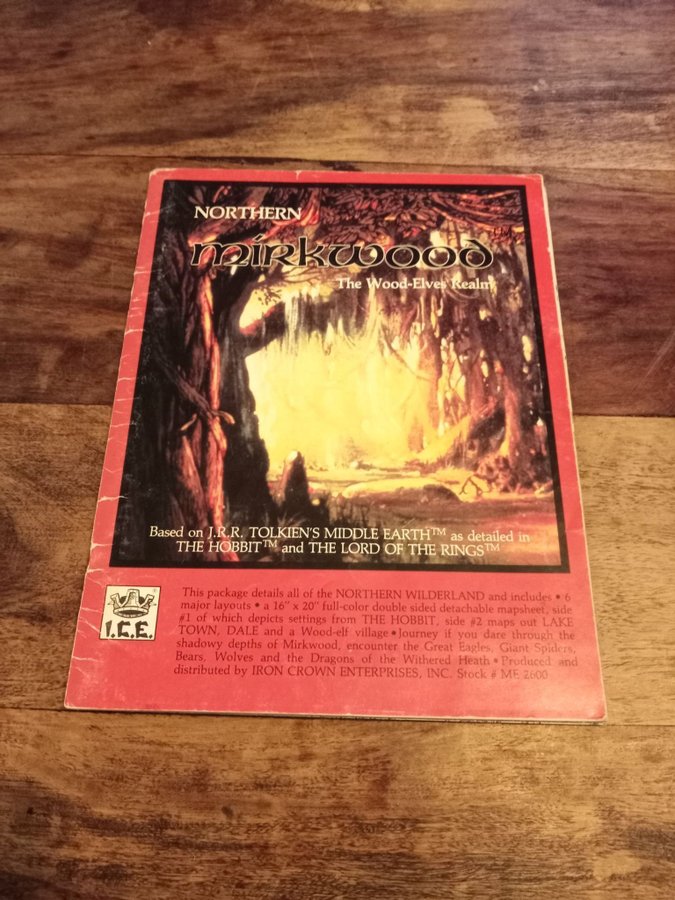 NORTHERN
mirkwood
The Wood-Elves Realm
Based on J.R.R. TOLKIEN'S MIDDLE EARTH™ as detailed in
THE HOBBIT™ and THE LORD OF THE RINGS™
This package details all of the NORTHERN WILDERLAND and includes • 6
major layouts • a 16" x 20" full-color double sided detachable mapsheet, side
#1 of which depicts settings from THE HOBBIT, side #2 maps out LAKE
TOWN, DALE and a Wood-elf village • Journey if you dare through the
shadowy depths of Mirkwood, encounter the Great Eagles, Giant Spiders,
Bears, Wolves and the Dragons of the Withered Heath • Produced and
distributed by IRON CROWN ENTERPRISES, INC. Stock # ME 2600
I.C.E.